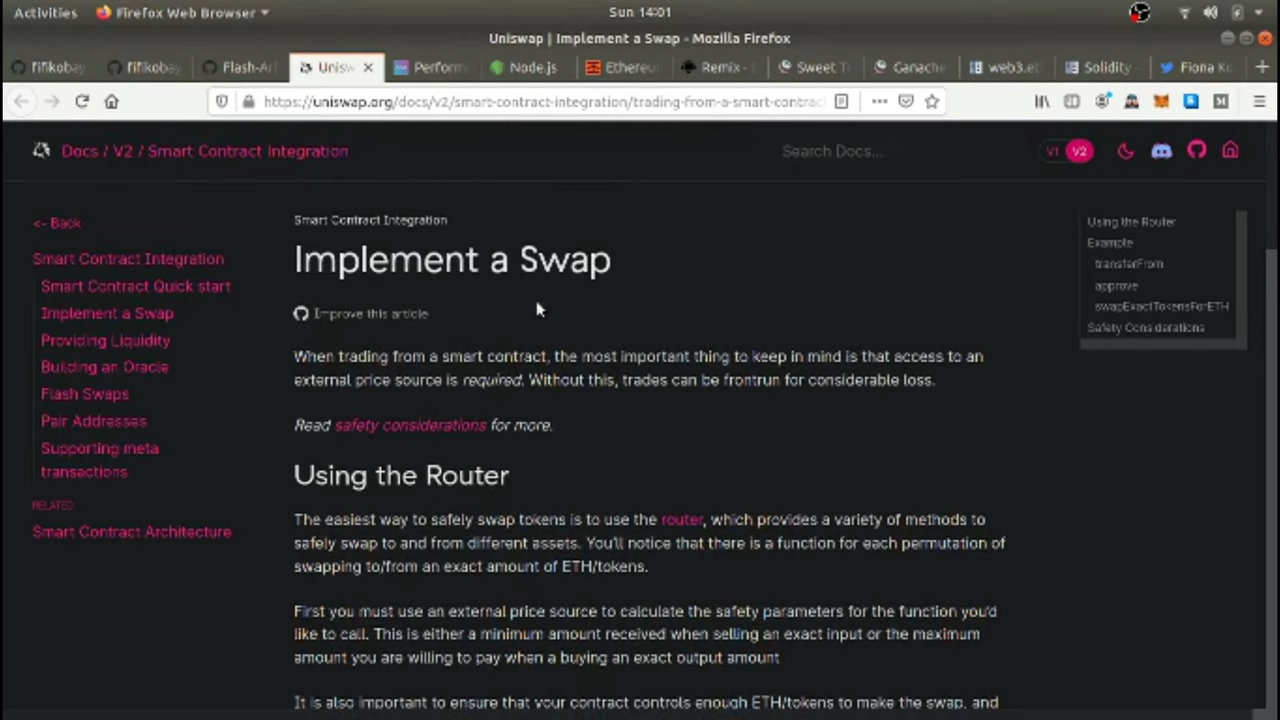 Activities
Firefox Web Browser
Sun 14:01
Uniswap | Implement a Swap - Mozilla Firefox
fifikobay
fifikobay
Flash-Ar
Unisw
Perform
Node.js
Ethereu
Remix -
Sweet T
Ganache
web3.et
Solidity
Fiona Ko
https://uniswap.org/docs/v2/smart-contract-integration/trading-from-a-smart-contrac
Docs / V2 / Smart Contract Integration
Search Docs...
V1
V2
<- Back
Smart Contract Integration
Smart Contract Quick start
Implement a Swap
Providing Liquidity
Building an Oracle
Flash Swaps
Pair Addresses
Supporting meta
transactions
RELATED
Smart Contract Architecture
Smart Contract Integration
Implement a Swap
Improve this article
When trading from a smart contract, the most important thing to keep in mind is that access to an
external price source is required. Without this, trades can be frontrun for considerable loss.
Read safety considerations for more.
Using the Router
The easiest way to safely swap tokens is to use the router, which provides a variety of methods to
safely swap to and from different assets. You'll notice that there is a function for each permutation of
swapping to/from an exact amount of ETH/tokens.
First you must use an external price source to calculate the safety parameters for the function you'd
like to call. This is either a minimum amount received when selling an exact input or the maximum
amount you are willing to pay when a buying an exact output amount
It is also important to ensure that your contract controls enough ETH/tokens to make the swap, and
Using the Router
Example
transferFrom
approve
swapExactTokensForETH
Safety Considerations